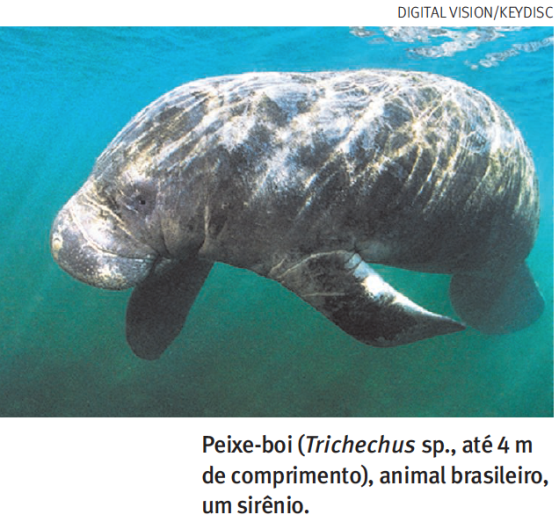 DIGITAL VISION/KEYDISC
Peixe-boi (Trichechus sp., até 4 m
de comprimento), animal brasileiro,
um sirênio.